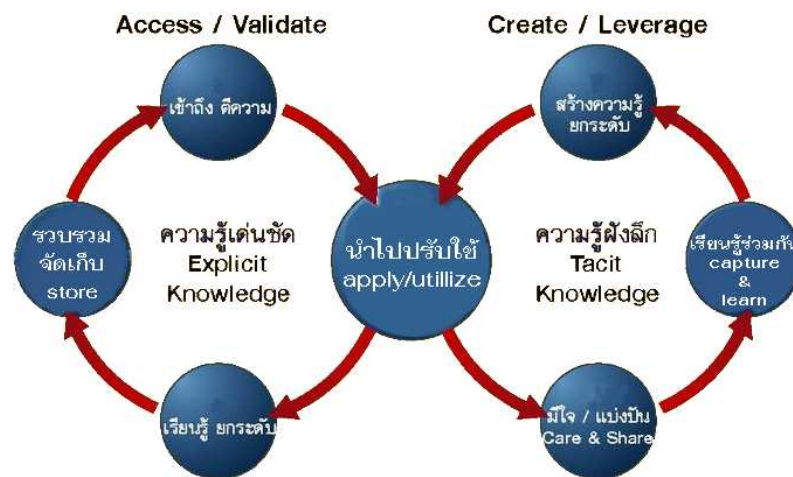 Access / Validate
Create / Leverage
เข้าถึง ตีความ
สร้างความรู้
ยกระดับ
รวบรวม
จัดเก็บ
store
ความรู้เด่นชัด
Explicit
Knowledge
นำไปปรับใช้
apply/utillize
ความรู้ฝังลึก
Tacit
Knowledge
เรียนรู้ร่วมกัน
capture
&
learn
เรียนรู้ ยกระดับ
มีใจ / แบ่งปัน
Care & Share